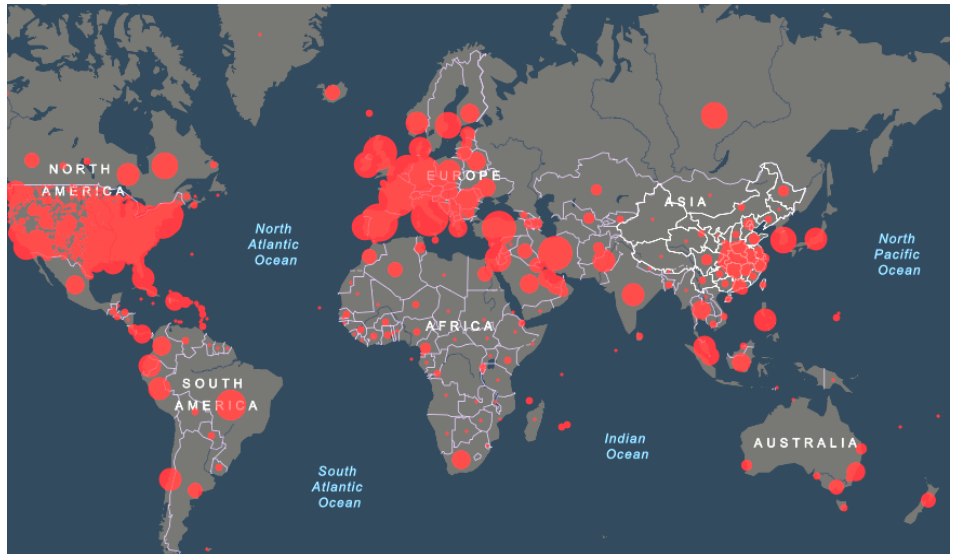 NORTH
AMERICA
EUROPE
ASIA
North
Atlantic
Ocean
North
Pacific
Ocean
AFRICA
SOUTH
AMERICA
Indian
Ocean
AUSTRALIA
South
Atlantic
Ocean